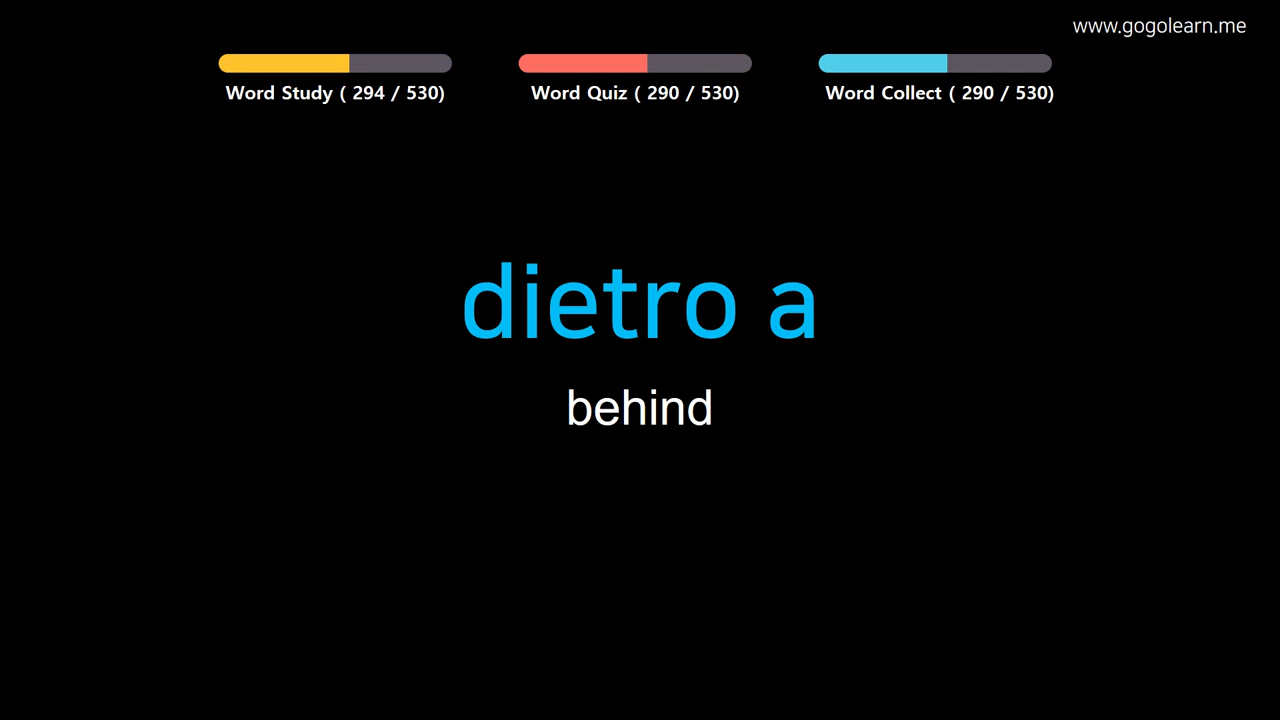 www.gogolearn.me
Word Study ( 294 / 530)
Word Quiz ( 290 / 530)
Word Collect ( 290 / 530)
dietro a
behind